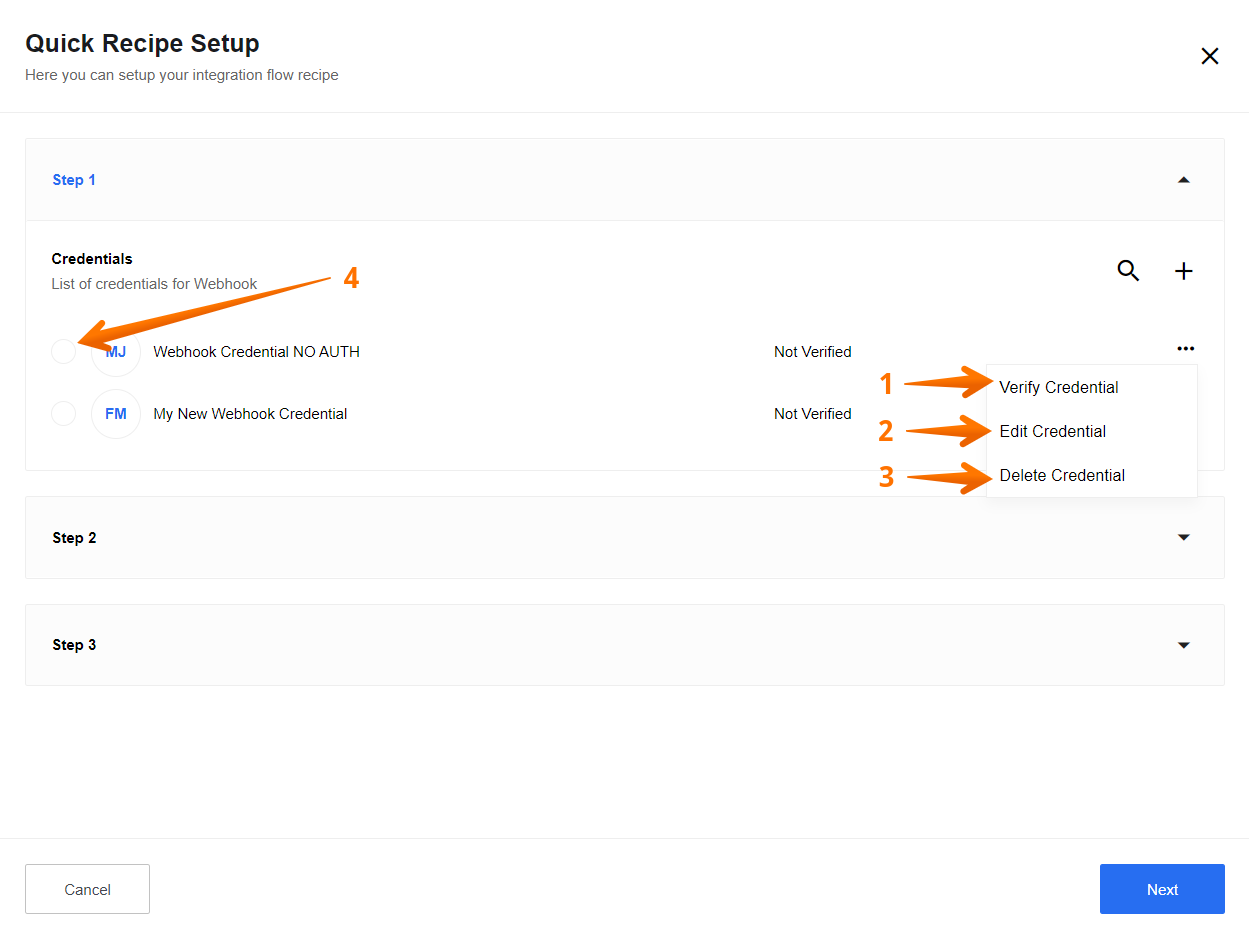 Quick Recipe Setup
Here you can setup your integration flow recipe
Step 1
Credentials
List of credentials for Webhook
4
MJ Webhook Credential NO AUTH Not Verified
1 Verify Credential
FM My New Webhook Credential Not Verified
2 Edit Credential
3 Delete Credential
Step 2
Step 3
Cancel Next